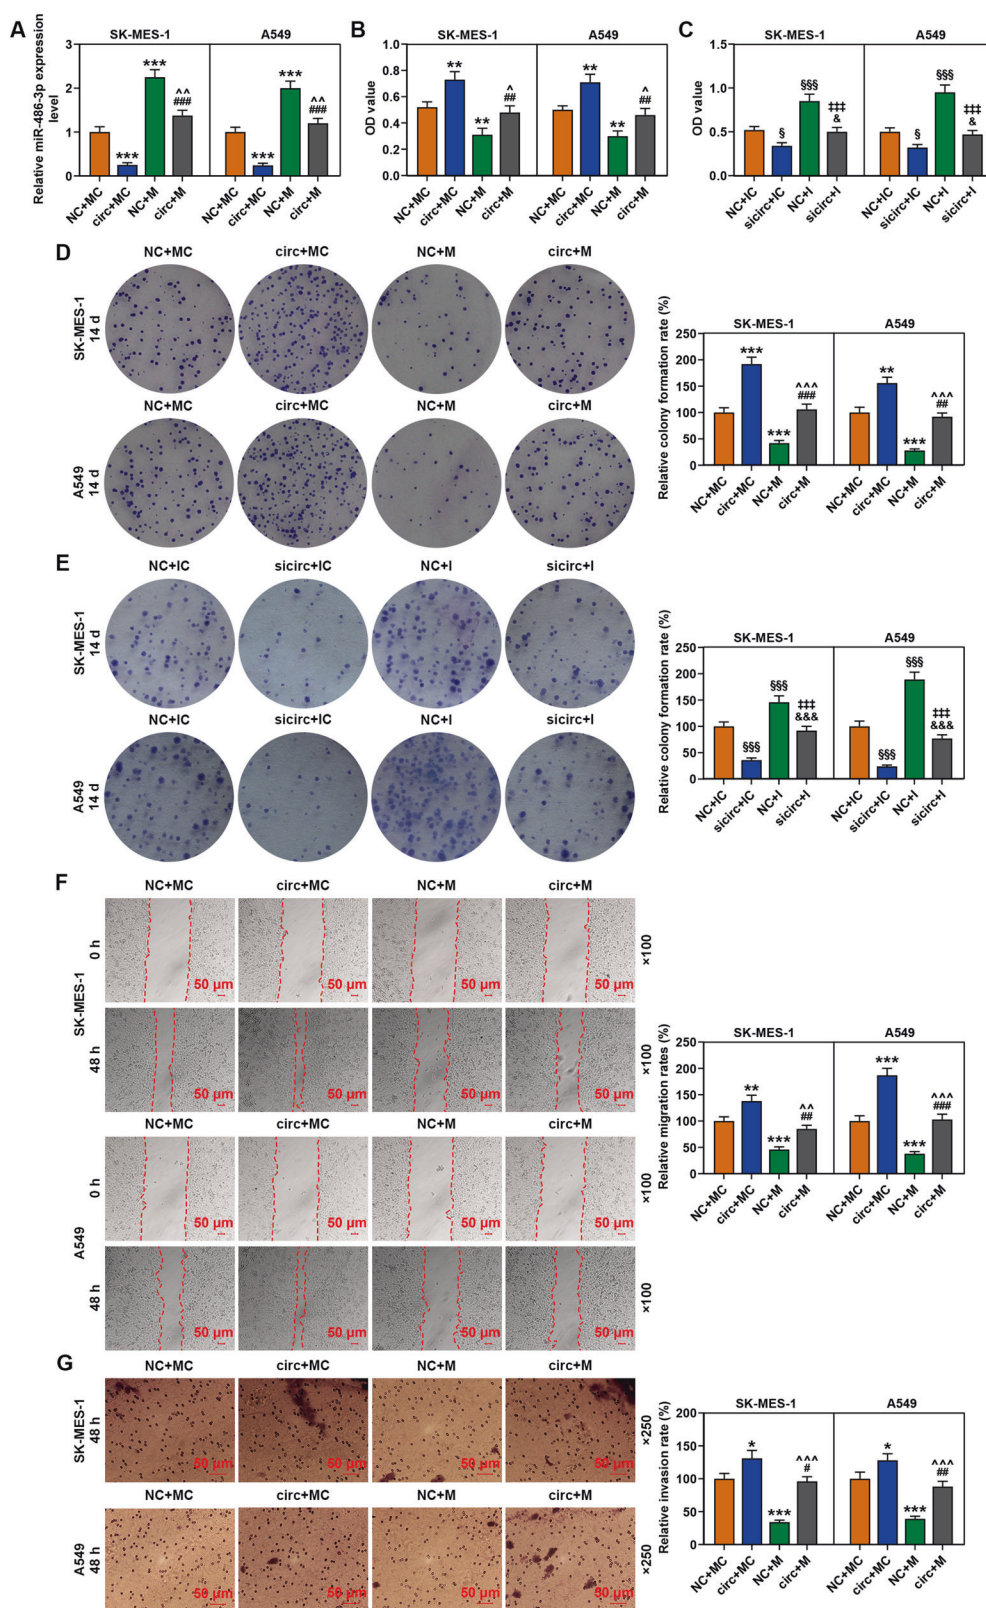 A
SK-MES-1 A549
Relative miR-486-3p expression
level
3
2
1
0
*** *** ^^ ###
*** *** ^^ ###
NC+MC circ+MC NC+M circ+M NC+MC circ+MC NC+M circ+M
B
SK-MES-1 A549
OD value
1.0
0.8
0.6
0.4
0.2
0.0
** ** ^ ##
** ** ^ ##
NC+MC circ+MC NC+M circ+M NC+MC circ+MC NC+M circ+M
C
SK-MES-1 A549
OD value
1.5
1.0
0.5
0.0
§ §§§ ‡‡‡ &
§ §§§ ‡‡‡ &
NC+IC sicirc+IC NC+I sicirc+I NC+IC sicirc+IC NC+I sicirc+I
D
NC+MC circ+MC NC+M circ+M
SK-MES-1
14 d
NC+MC circ+MC NC+M circ+M
A549
14 d
SK-MES-1 A549
Relative colony formation rate (%)
250
200
150
100
50
0
*** *** ^^^ ###
** *** ^^^ ##
NC+MC circ+MC NC+M circ+M NC+MC circ+MC NC+M circ+M
E
NC+IC sicirc+IC NC+I sicirc+I
SK-MES-1
14 d
NC+IC sicirc+IC NC+I sicirc+I
A549
14 d
SK-MES-1 A549
Relative colony formation rate (%)
250
200
150
100
50
0
§§§ §§§ ‡‡‡ &&&
§§§ §§§ ‡‡‡ &&&
NC+IC sicirc+IC NC+I sicirc+I NC+IC sicirc+IC NC+I sicirc+I
F
NC+MC circ+MC NC+M circ+M
SK-MES-1
0 h
50 µm 50 µm 50 µm 50 µm
×100
48 h
50 µm 50 µm 50 µm 50 µm
×100
NC+MC circ+MC NC+M circ+M
A549
0 h
50 µm 50 µm 50 µm 50 µm
×100
48 h
50 µm 50 µm 50 µm 50 µm
×100
SK-MES-1 A549
Relative migration rates (%)
250
200
150
100
50
0
** *** ^^ ##
*** *** ^^^ ###
NC+MC circ+MC NC+M circ+M NC+MC circ+MC NC+M circ+M
G
NC+MC circ+MC NC+M circ+M
SK-MES-1
48 h
50 µm 50 µm 50 µm 50 µm
×250
NC+MC circ+MC NC+M circ+M
A549
48 h
50 µm 50 µm 50 µm 50 µm
×250
SK-MES-1 A549
Relative invasion rate (%)
200
150
100
50
0
* *** ^^^ #
* *** ^^^ ##
NC+MC circ+MC NC+M circ+M NC+MC circ+MC NC+M circ+M